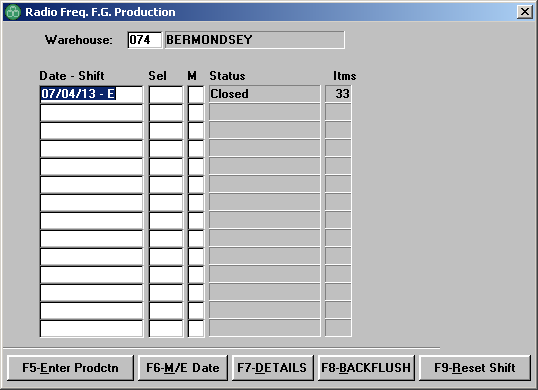 Radio Freq. F.G. Production
Warehouse: 074 BERMONDSEY
Date - Shift Sel M Status Itms
07/04/13 - E Closed 33
F5-Enter Prodctn F6-M/E Date F7-DETAILS F8-BACKFLUSH F9-Reset Shift